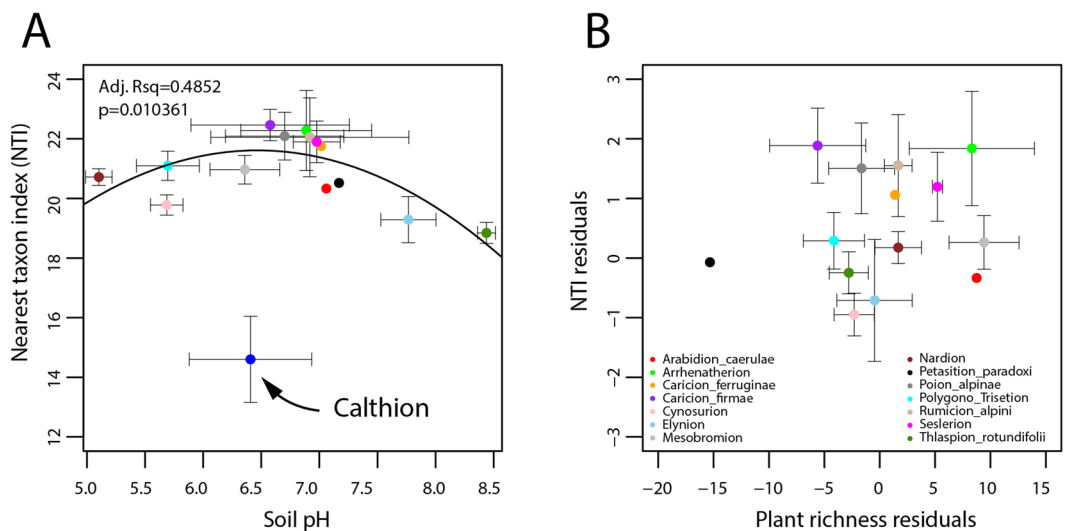 A
Adj. Rsq=0.4852
p=0.010361
Nearest taxon index (NTI)
24
22
20
18
16
14
12
Calthion
5.0 5.5 6.0 6.5 7.0 7.5 8.0 8.5
Soil pH
B
NTI residuals
3
2
1
0
−1
−2
−3
Arabidion_caerulae
Arrhenatherion
Caricion_ferruginae
Caricion_firmae
Cynosurion
Elynion
Mesobromion
Nardion
Petasition_paradoxi
Poion_alpinae
Polygono_Trisetion
Rumicion_alpini
Seslerion
Thlaspion_rotundifolii
−20 −15 −10 −5 0 5 10 15
Plant richness residuals